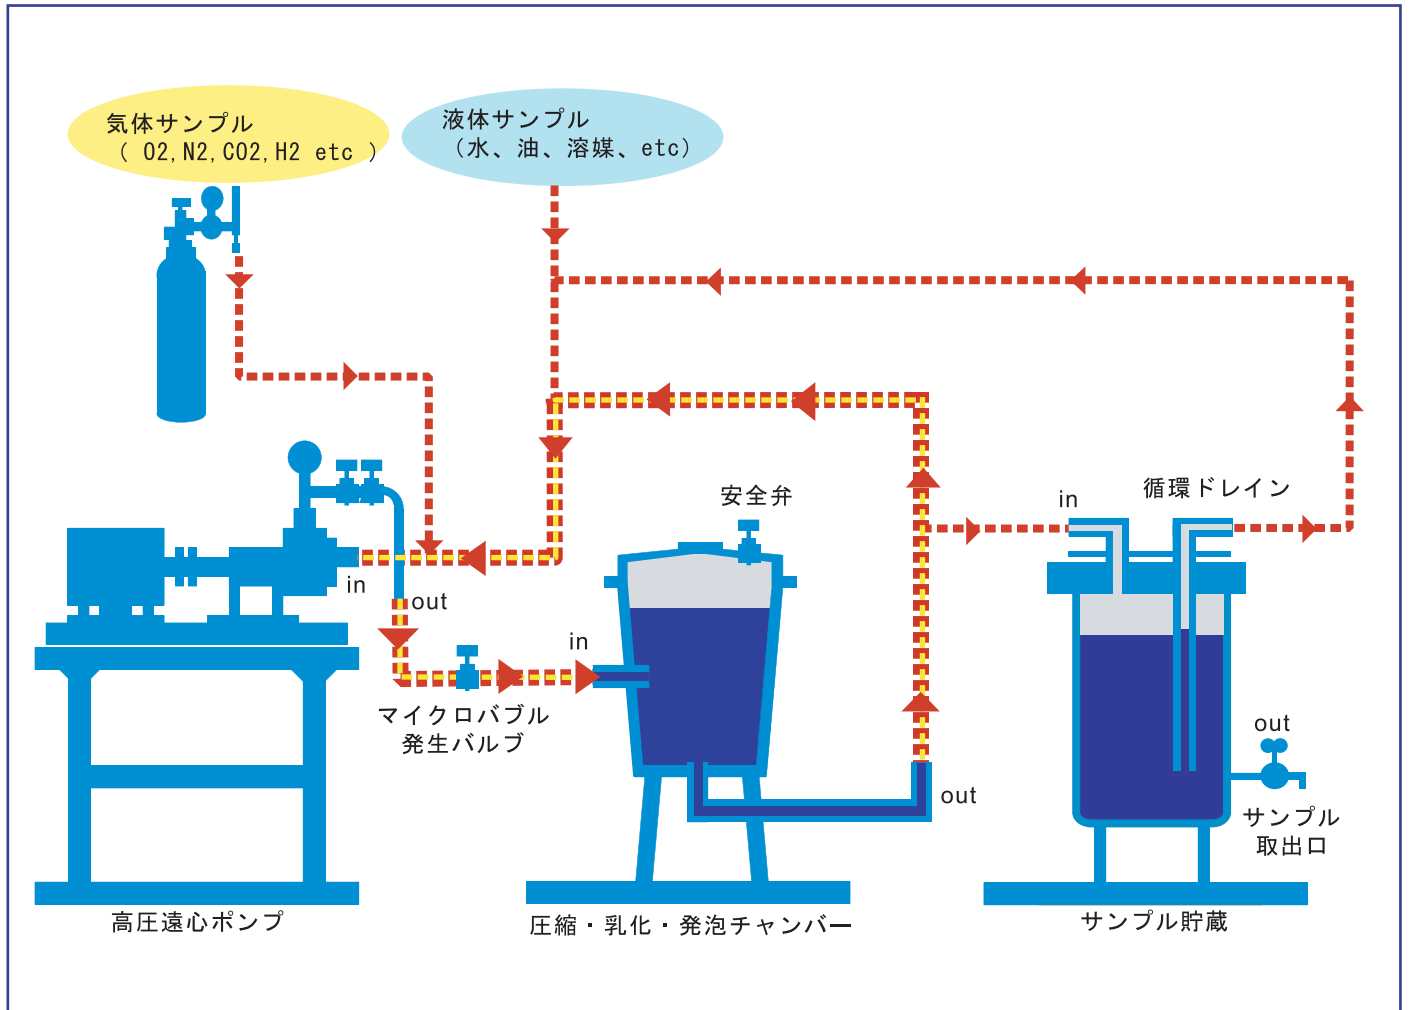 気体サンプル
（ O2,N2,CO2,H2 etc ）
液体サンプル
（水、油、溶媒、etc）
安全弁
in
循環ドレイン
in
out
in
マイクロバブル
発生バルブ
out
out
サンプル
取出口
高圧遠心ポンプ
圧縮・乳化・発泡チャンバー
サンプル貯蔵